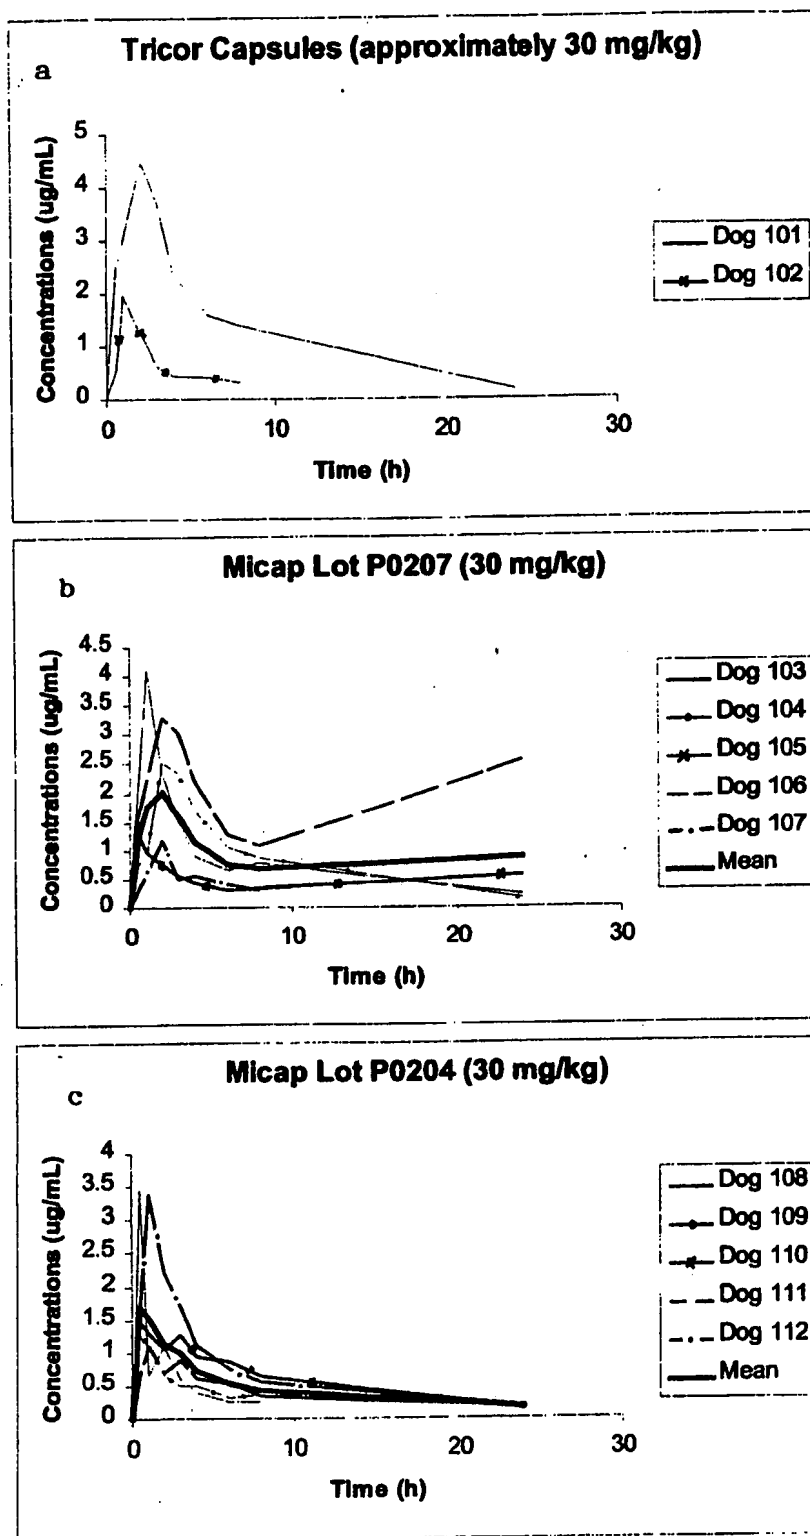 Tricor Capsules (approximately 30 mg/kg)
a
Concentrations (ug/mL)
5
4
3
2
1
0
0 10 20 30
Time (h)
Dog 101
Dog 102
Micap Lot P0207 (30 mg/kg)
b
Concentrations (ug/mL)
4.5
4
3.5
3
2.5
2
1.5
1
0.5
0
0 10 20 30
Time (h)
Dog 103
Dog 104
Dog 105
Dog 106
Dog 107
Mean
Micap Lot P0204 (30 mg/kg)
c
Concentrations (ug/mL)
4
3.5
3
2.5
2
1.5
1
0.5
0
0 10 20 30
Time (h)
Dog 108
Dog 109
Dog 110
Dog 111
Dog 112
Mean